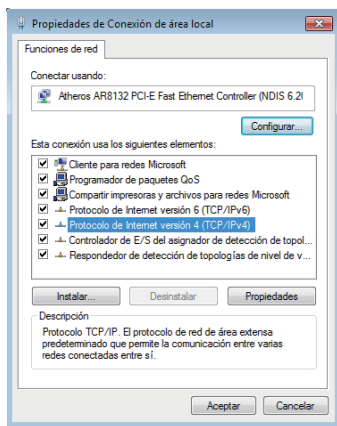 Propiedades de Conexión de área local
Funciones de red
Conectar usando:
Atheros AR8132 PCI-E Fast Ethernet Controller (NDIS 6.2(
Configurar...
Esta conexión usa los siguientes elementos:
Cliente para redes Microsoft
Programador de paquetes QoS
Compartir impresoras y archivos para redes Microsoft
Protocolo de Internet versión 6 (TCP/IPv6)
Protocolo de Internet versión 4 (TCP/IPv4)
Controlador de E/S del asignador de detección de topol...
Respondedor de detección de topologías de nivel de v...
Instalar...
Desinstalar
Propiedades
Descripción
Protocolo TCP/IP. El protocolo de red de área extensa
predeterminado que permite la comunicación entre varias
redes conectadas entre sí.
Aceptar
Cancelar